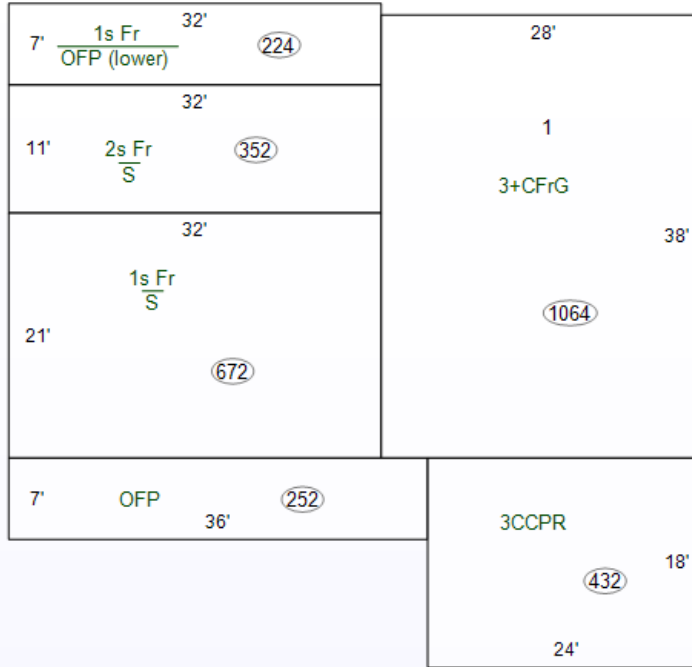 32'
7'
1s Fr
OFP (lower)
224
32'
11'
2s Fr
S
352
32'
1s Fr
S
21'
672
28'
1
3+CFrG
38'
1064
7'
OFP
252
36'
3CCPR
18'
432
24'